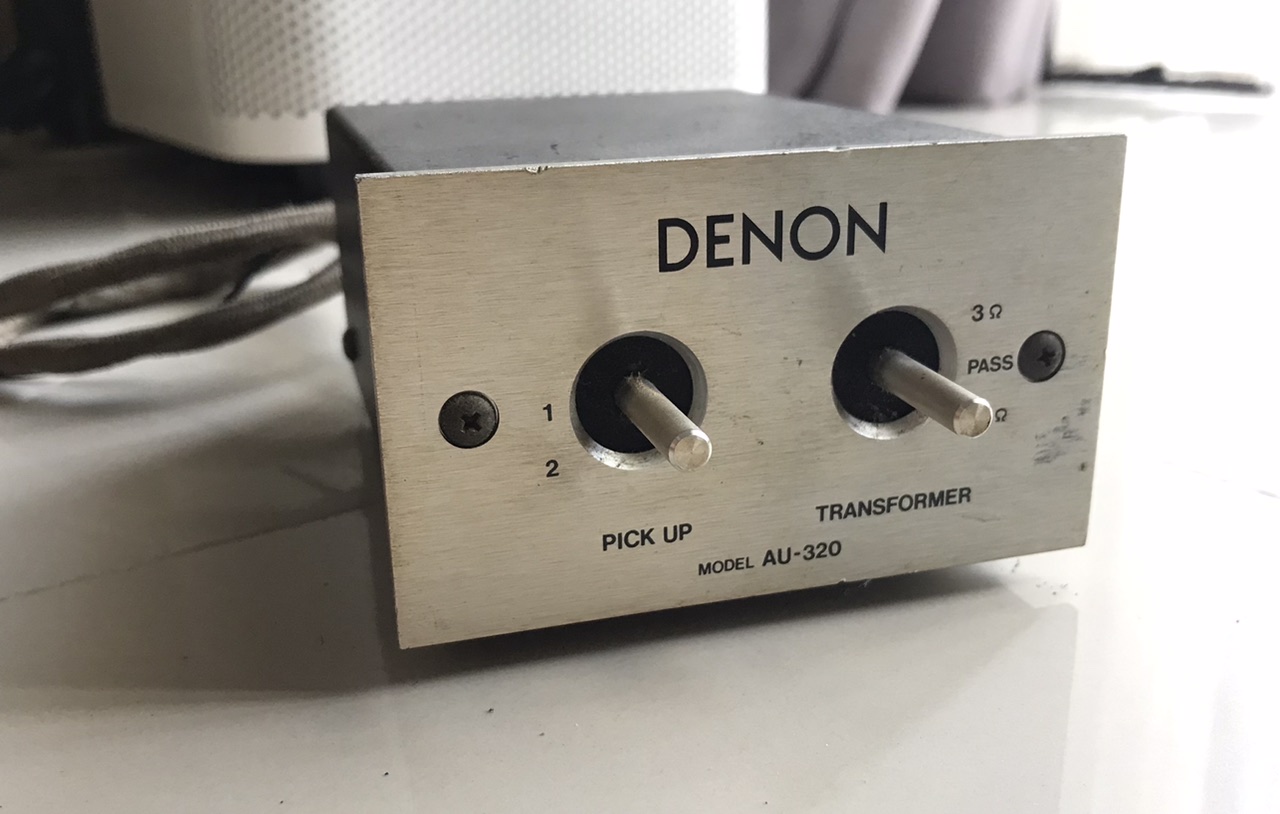 DENON
3 Ω
PASS
Ω
1
2
PICK UP
TRANSFORMER
MODEL AU-320